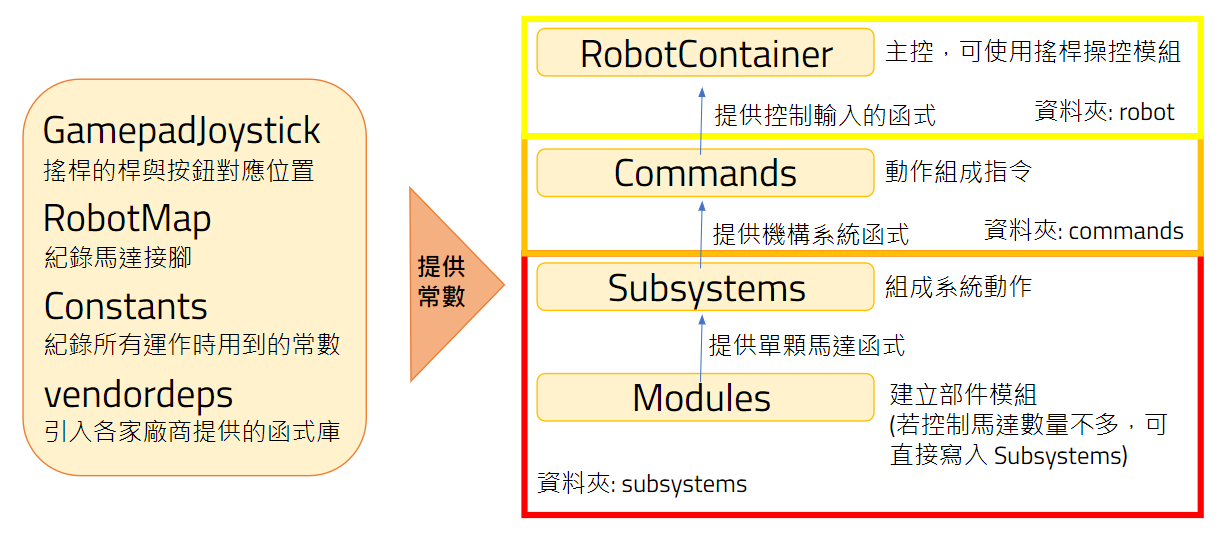 GamepadJoystick
搖桿的桿與按鈕對應位置
RobotMap
紀錄馬達接腳
Constants
紀錄所有運作時用到的常數
vendordeps
引入各家廠商提供的函式庫
提供
常數
RobotContainer
主控，可使用搖桿操控模組
提供控制輸入的函式
資料夾: robot
Commands
動作組成指令
提供機構系統函式
資料夾: commands
Subsystems
組成系統動作
提供單顆馬達函式
Modules
建立部件模組
(若控制馬達數量不多，可
直接寫入 Subsystems)
資料夾: subsystems